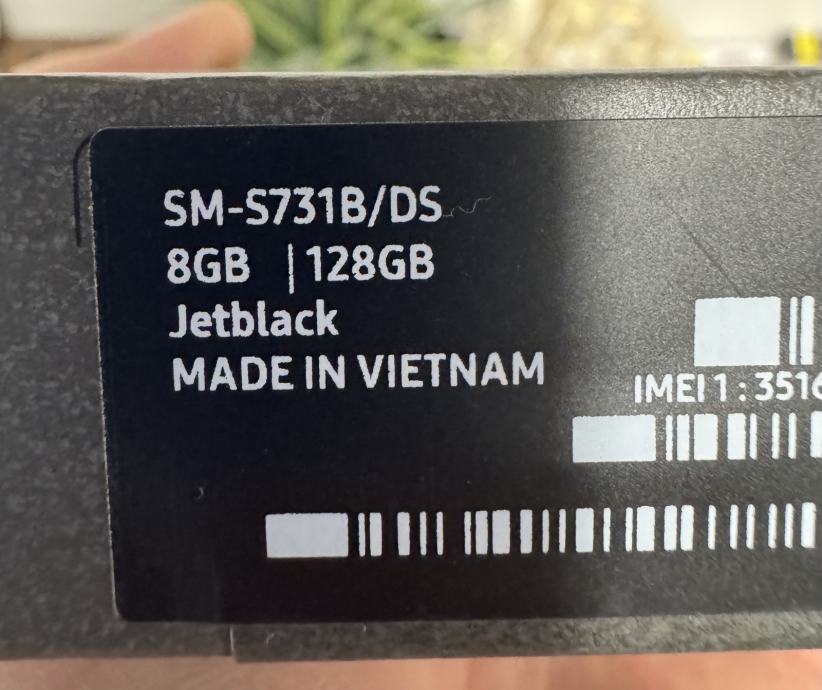 SM-S731B/DS
8GB | 128GB
Jetblack
MADE IN VIETNAM
IMEI 1 : 3516